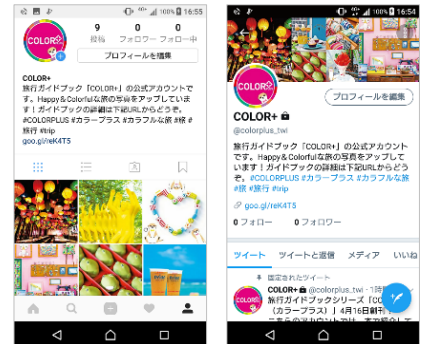 100% 16:55
COLOR+
9
0
0
投稿
フォロワー
フォロー中
プロフィールを編集
COLOR+
旅行ガイドブック「COLOR+」の公式アカウント
です。Happy＆Colorfulな旅の写真をアップしていま
す！ガイドブックの詳細は下記URLからどうぞ。
#COLORPLUS #カラープラス #カラフルな旅 #旅 #
旅行 #trip
goo.gl/reK4T5
100% 16:54
COLOR+
プロフィールを編集
COLOR+
@colorplus_twi
旅行ガイドブック「COLOR+」の公式アカウント
です。Happy＆Colorfulな旅の写真をアップして
います！ガイドブックの詳細は下記URLからど
うぞ。#COLORPLUS #カラープラス #カラフルな旅
#旅 #旅行 #trip
goo.gl/reK4T5
0 フォロー 0 フォロワー
ツイート ツイートと返信 メディア いいね
固定されたツイート
COLOR+ @colorplus_twi・1時
旅行ガイドブックシリーズ「CO
（カラープラス）」4月16日創刊